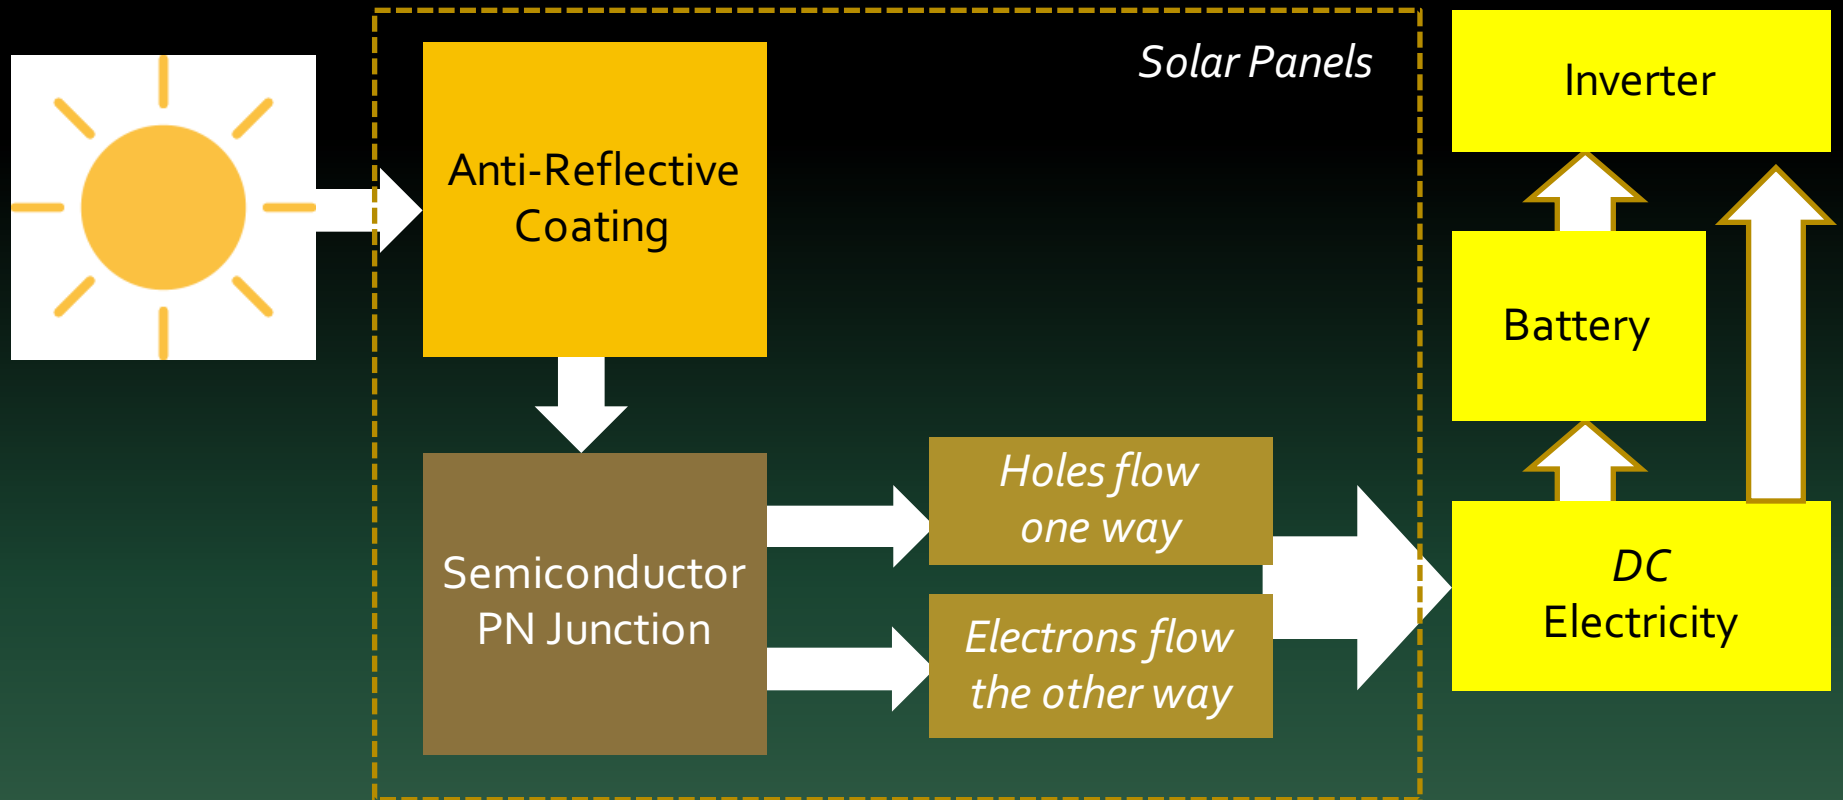 Solar Panels
Anti-Reflective
Coating
Semiconductor
PN Junction
Holes flow
one way
Electrons flow
the other way
Inverter
Battery
DC
Electricity